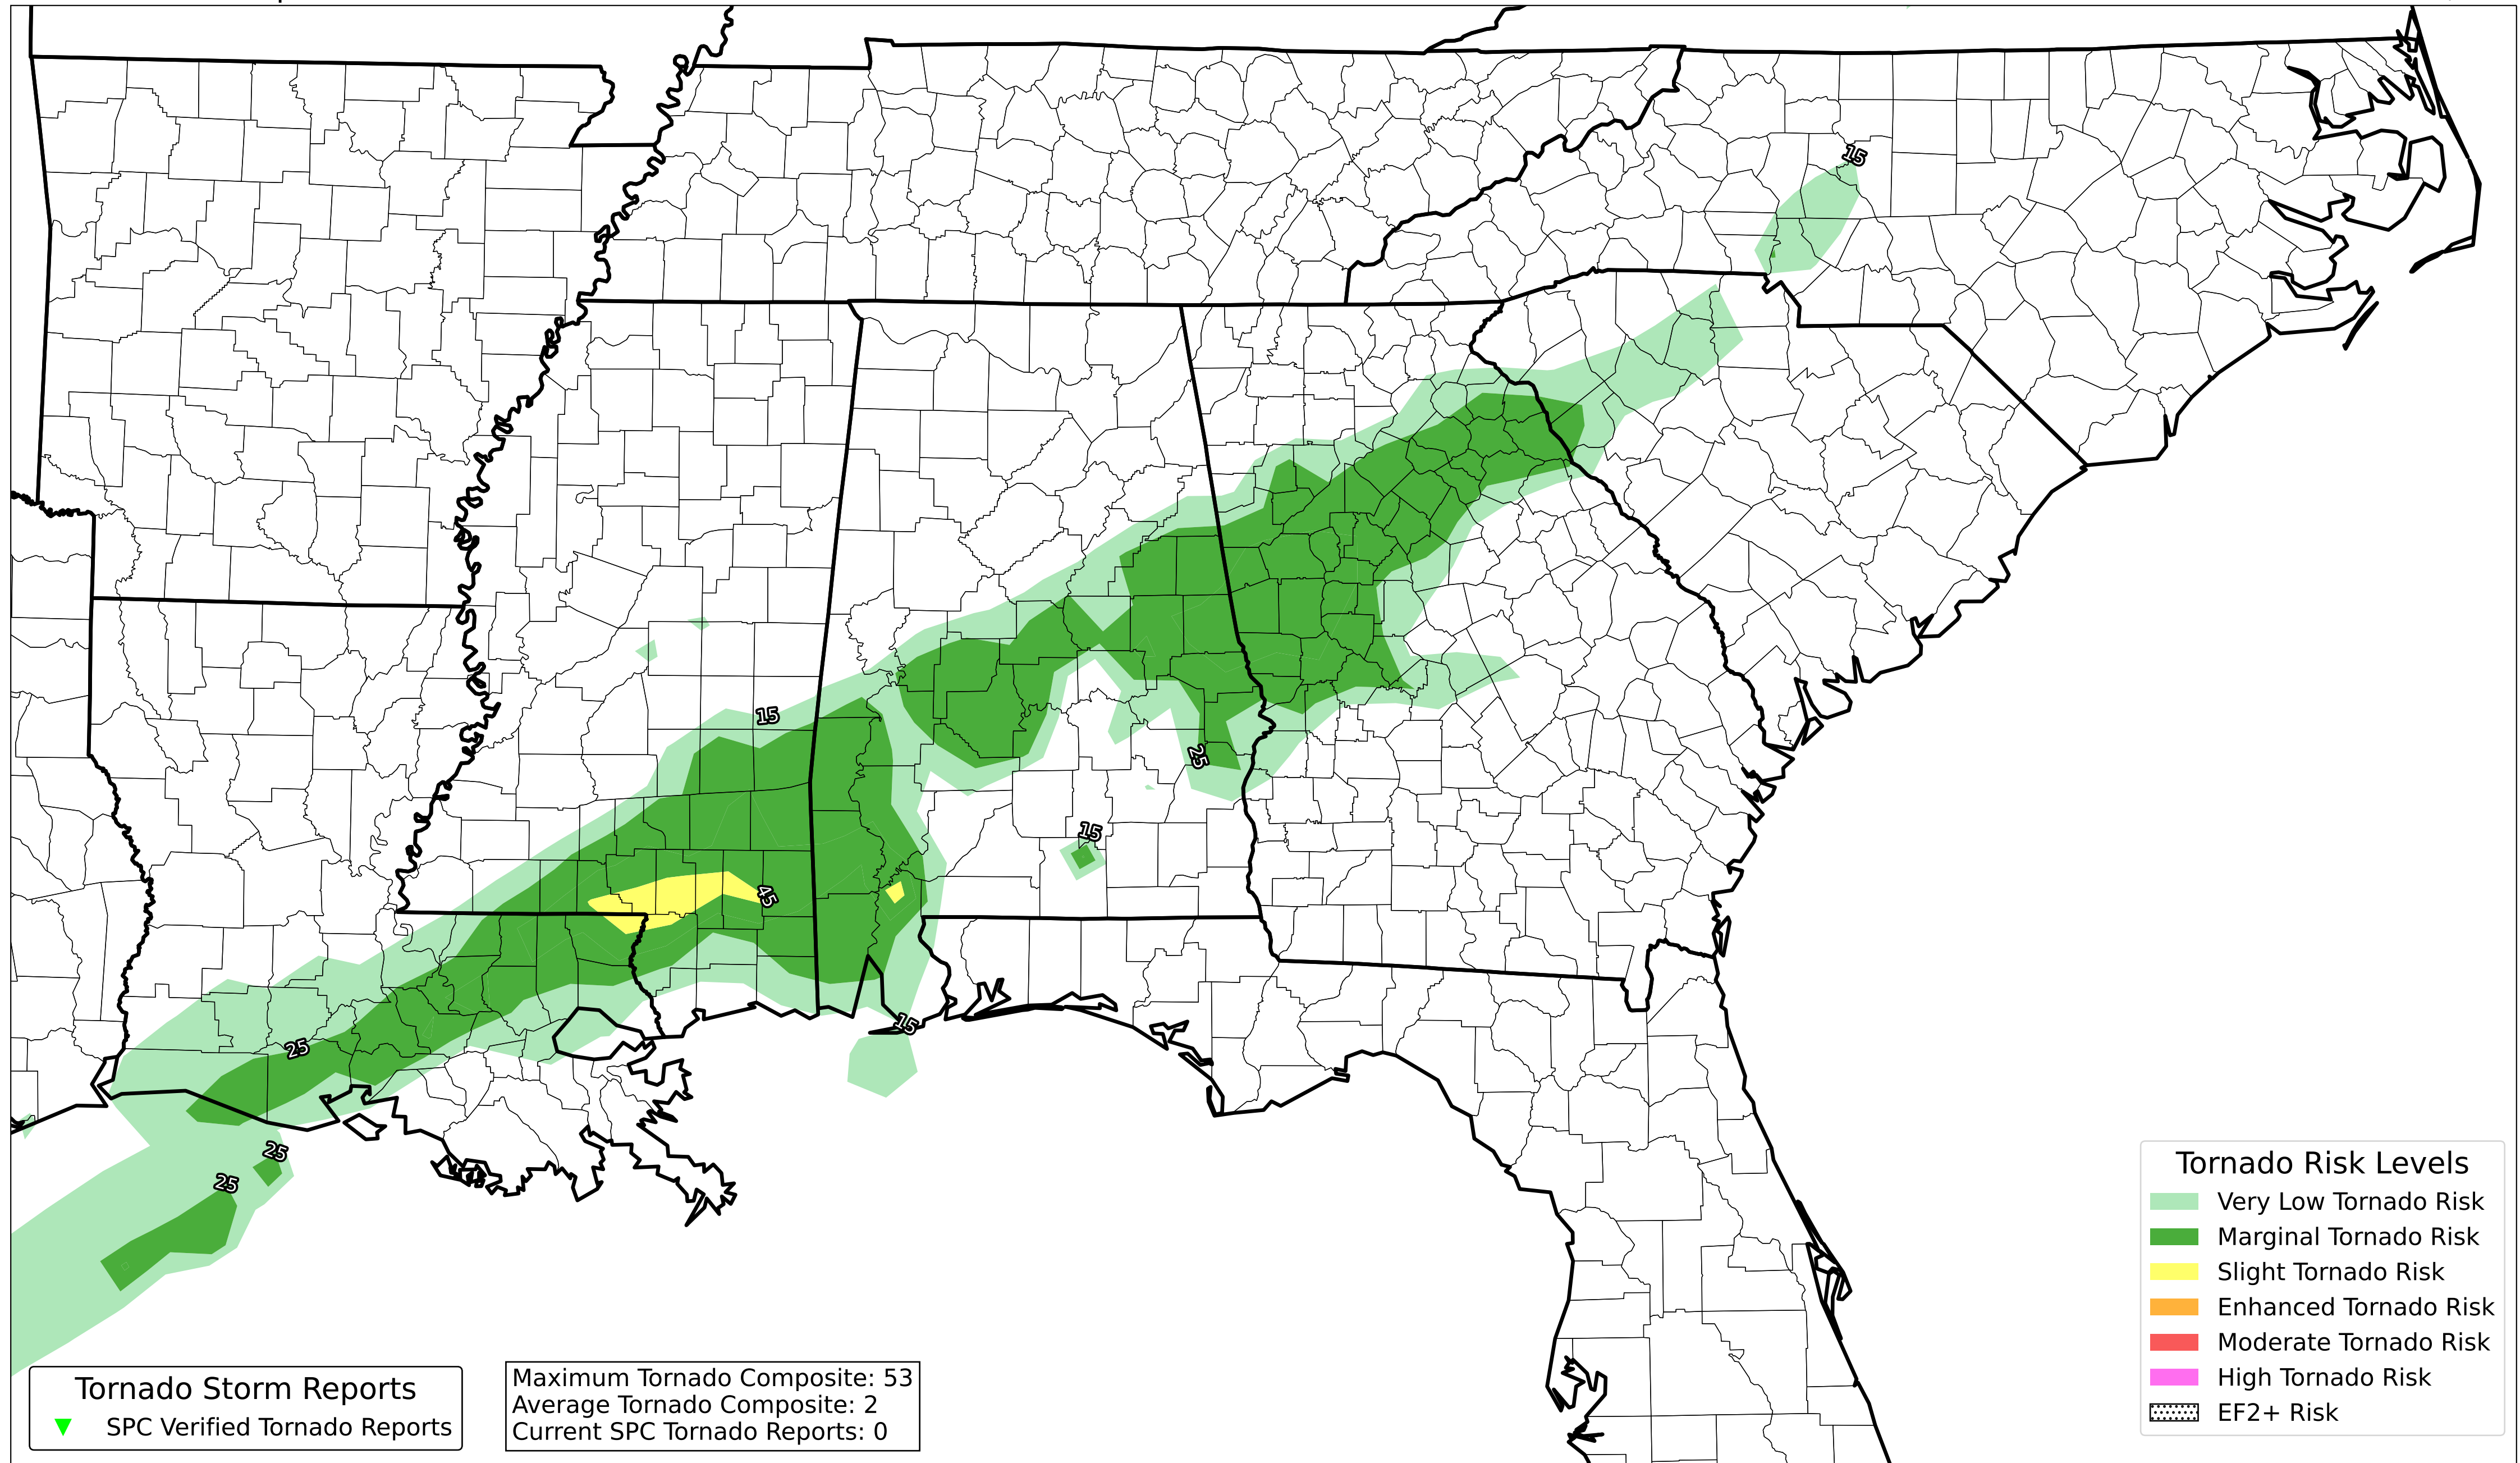 15
15
15
25
15
45
15
25
25
25
Tornado Risk Levels
Very Low Tornado Risk
Marginal Tornado Risk
Slight Tornado Risk
Enhanced Tornado Risk
Moderate Tornado Risk
High Tornado Risk
EF2+ Risk
Tornado Storm Reports
SPC Verified Tornado Reports
Maximum Tornado Composite: 53
Average Tornado Composite: 2
Current SPC Tornado Reports: 0